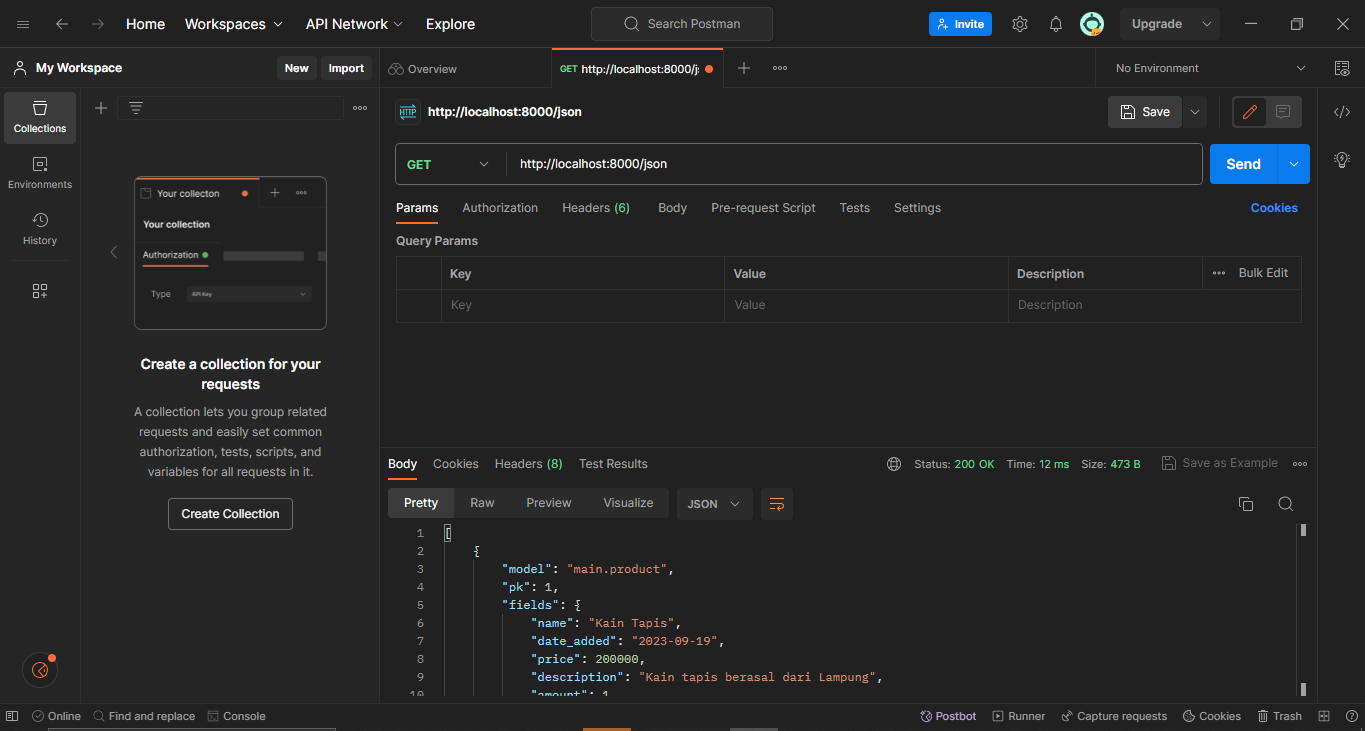 Home Workspaces API Network Explore Search Postman Invite Upgrade
My Workspace New Import Overview GET http://localhost:8000/j No Environment
Collections
Environments
History
Your collecton
Your collection
Authorization
Type API Key
Create a collection for your
requests
A collection lets you group related
requests and easily set common
authorization, tests, scripts, and
variables for all requests in it.
Create Collection
HTTP http://localhost:8000/json Save
GET http://localhost:8000/json Send
Params Authorization Headers (6) Body Pre-request Script Tests Settings Cookies
Query Params
Key Value Description Bulk Edit
Key Value Description
Body Cookies Headers (8) Test Results Status: 200 OK Time: 12 ms Size: 473 B Save as Example
Pretty Raw Preview Visualize JSON
1 [
2 {
3 "model": "main.product",
4 "pk": 1,
5 "fields": {
6 "name": "Kain Tapis",
7 "date_added": "2023-09-19",
8 "price": 200000,
9 "description": "Kain tapis berasal dari Lampung",
10 "amount": 1
Online Find and replace Console Postbot Runner Capture requests Cookies Trash